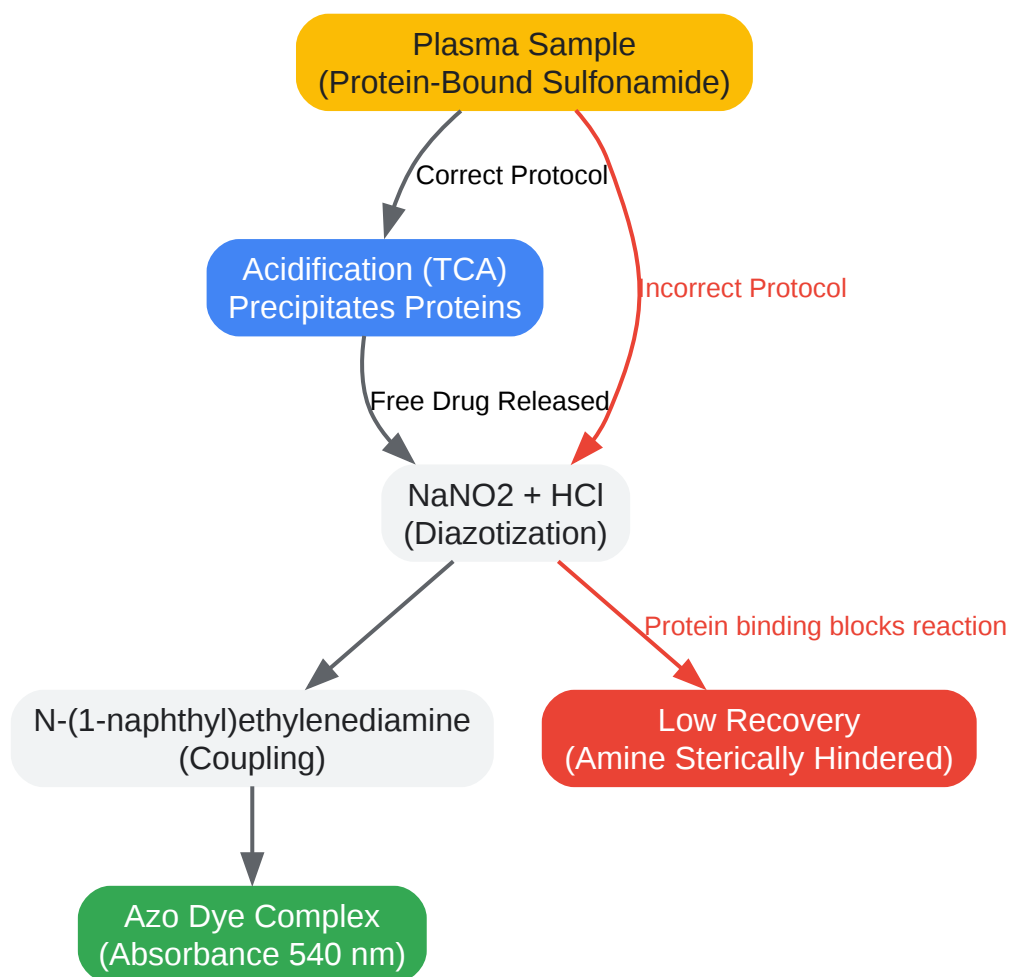 Plasma Sample
(Protein-Bound Sulfonamide)
Correct Protocol
Acidification (TCA)
Precipitates Proteins
Incorrect Protocol
Free Drug Released
NaNO2 + HCl
(Diazotization)
Protein binding blocks reaction
N-(1-naphthyl)ethylenediamine
(Coupling)
Low Recovery
(Amine Sterically Hindered)
Azo Dye Complex
(Absorbance 540 nm)